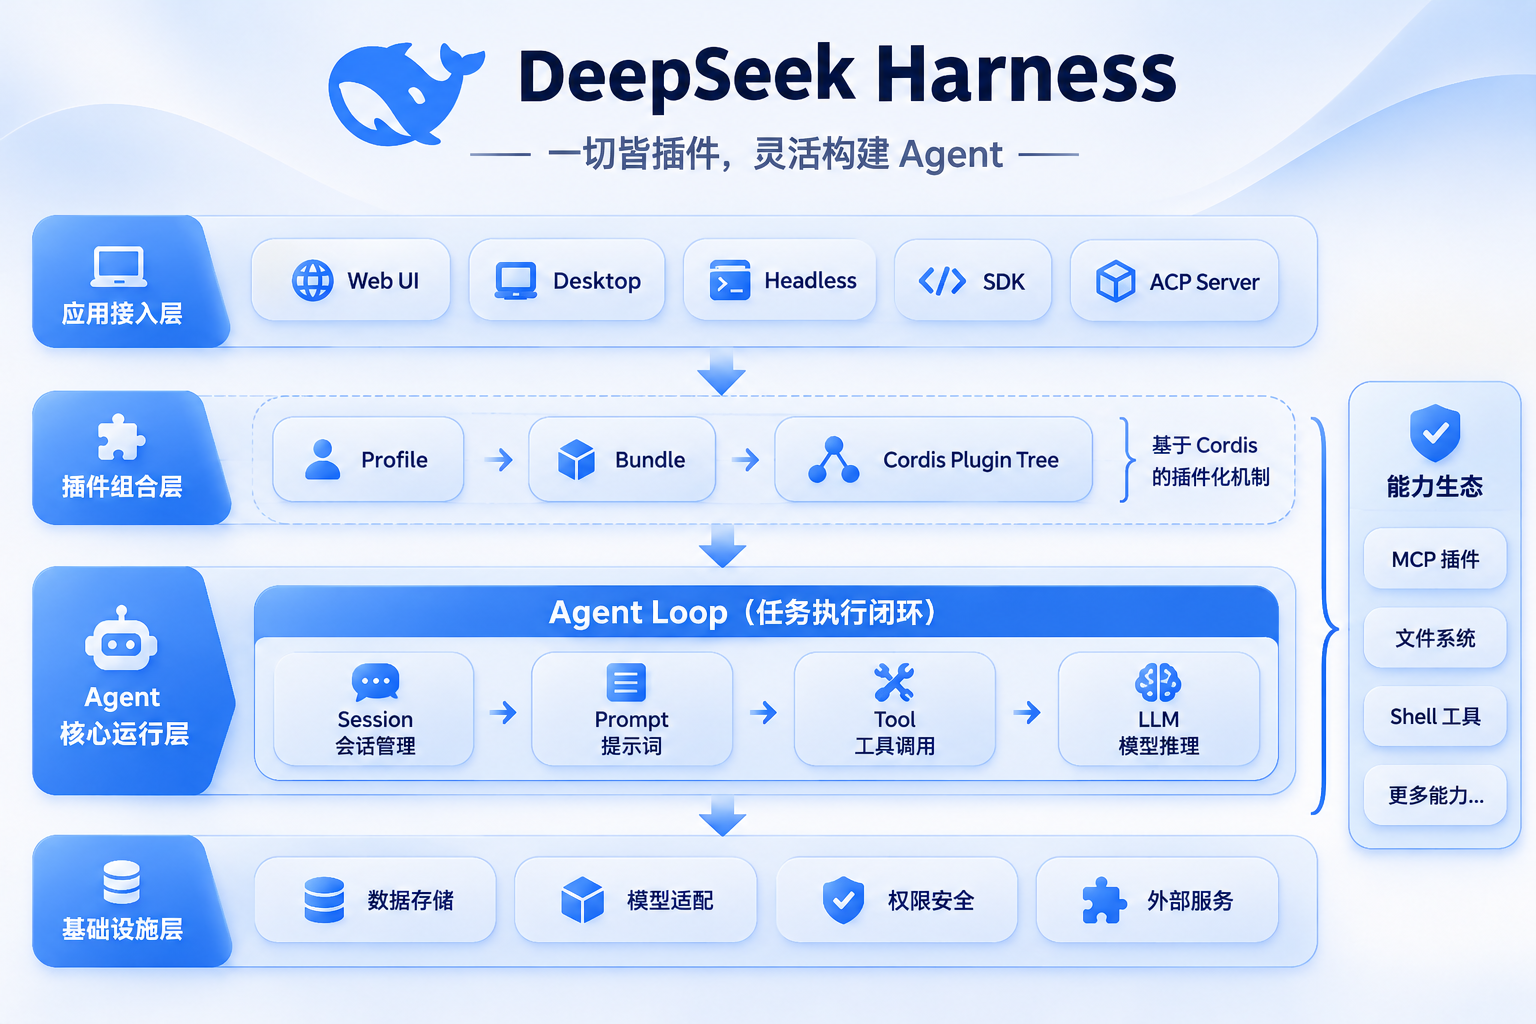 DeepSeek Harness
一切皆插件，灵活构建 Agent
应用接入层
Web UI
Desktop
Headless
SDK
ACP Server
插件组合层
Profile
Bundle
Cordis Plugin Tree
基于 Cordis
的插件化机制
Agent
核心运行层
Agent Loop（任务执行闭环）
Session
会话管理
Prompt
提示词
Tool
工具调用
LLM
模型推理
基础设施层
数据存储
模型适配
权限安全
外部服务
能力生态
MCP 插件
文件系统
Shell 工具
更多能力...